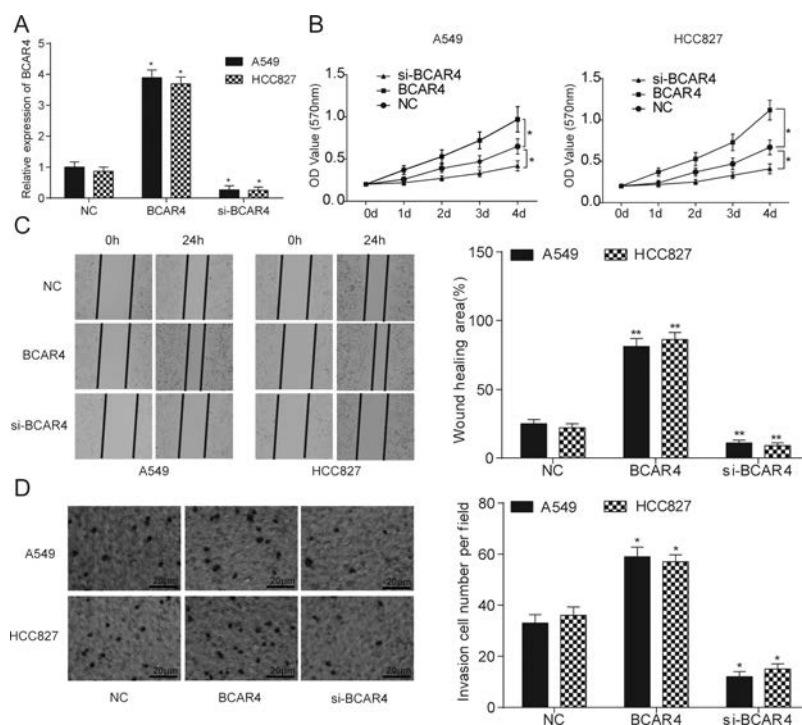 A
Relative expression of BCAR4
5
4
3
2
1
0
* *
* *
A549
HCC827
NC BCAR4 si-BCAR4
B
A549
OD Value (570nm)
1.5
1.0
0.5
0.0
si-BCAR4
BCAR4
NC
*
*
0d 1d 2d 3d 4d
HCC827
OD Value (570nm)
1.5
1.0
0.5
0.0
si-BCAR4
BCAR4
NC
*
*
0d 1d 2d 3d 4d
C
0h 24h 0h 24h
NC
BCAR4
si-BCAR4
A549 HCC827
Wound healing area(%)
150
100
50
0
A549 HCC827
** **
** **
NC BCAR4 si-BCAR4
D
A549
20μm 20μm 20μm
HCC827
20μm 20μm 20μm
NC BCAR4 si-BCAR4
Invasion cell number per field
80
60
40
20
0
A549 HCC827
* *
* *
NC BCAR4 si-BCAR4